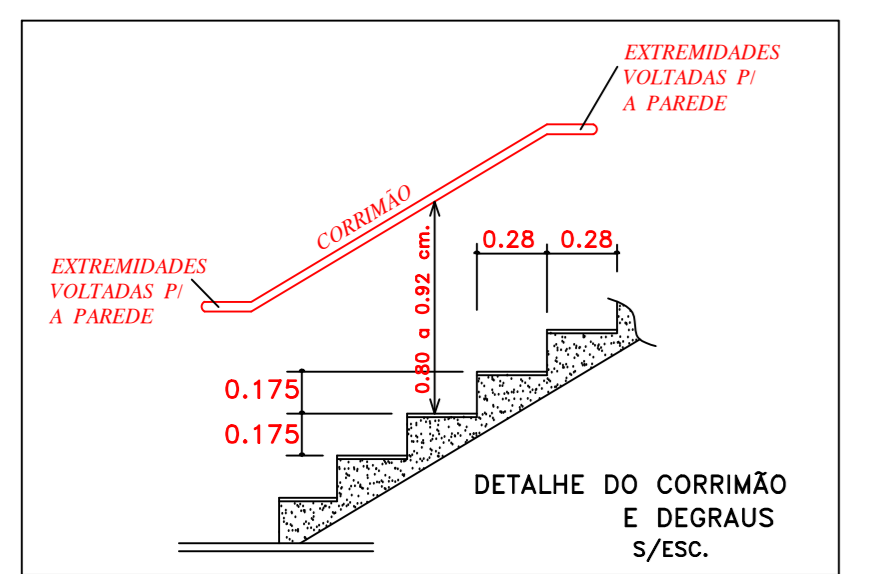 EXTREMIDADES
VOLTADAS P/
A PAREDE
CORRIMÃO
0.28 0.28
EXTREMIDADES
VOLTADAS P/
A PAREDE
0.80 a 0.92 cm.
0.175
0.175
DETALHE DO CORRIMÃO
E DEGRAUS
S/ESC.